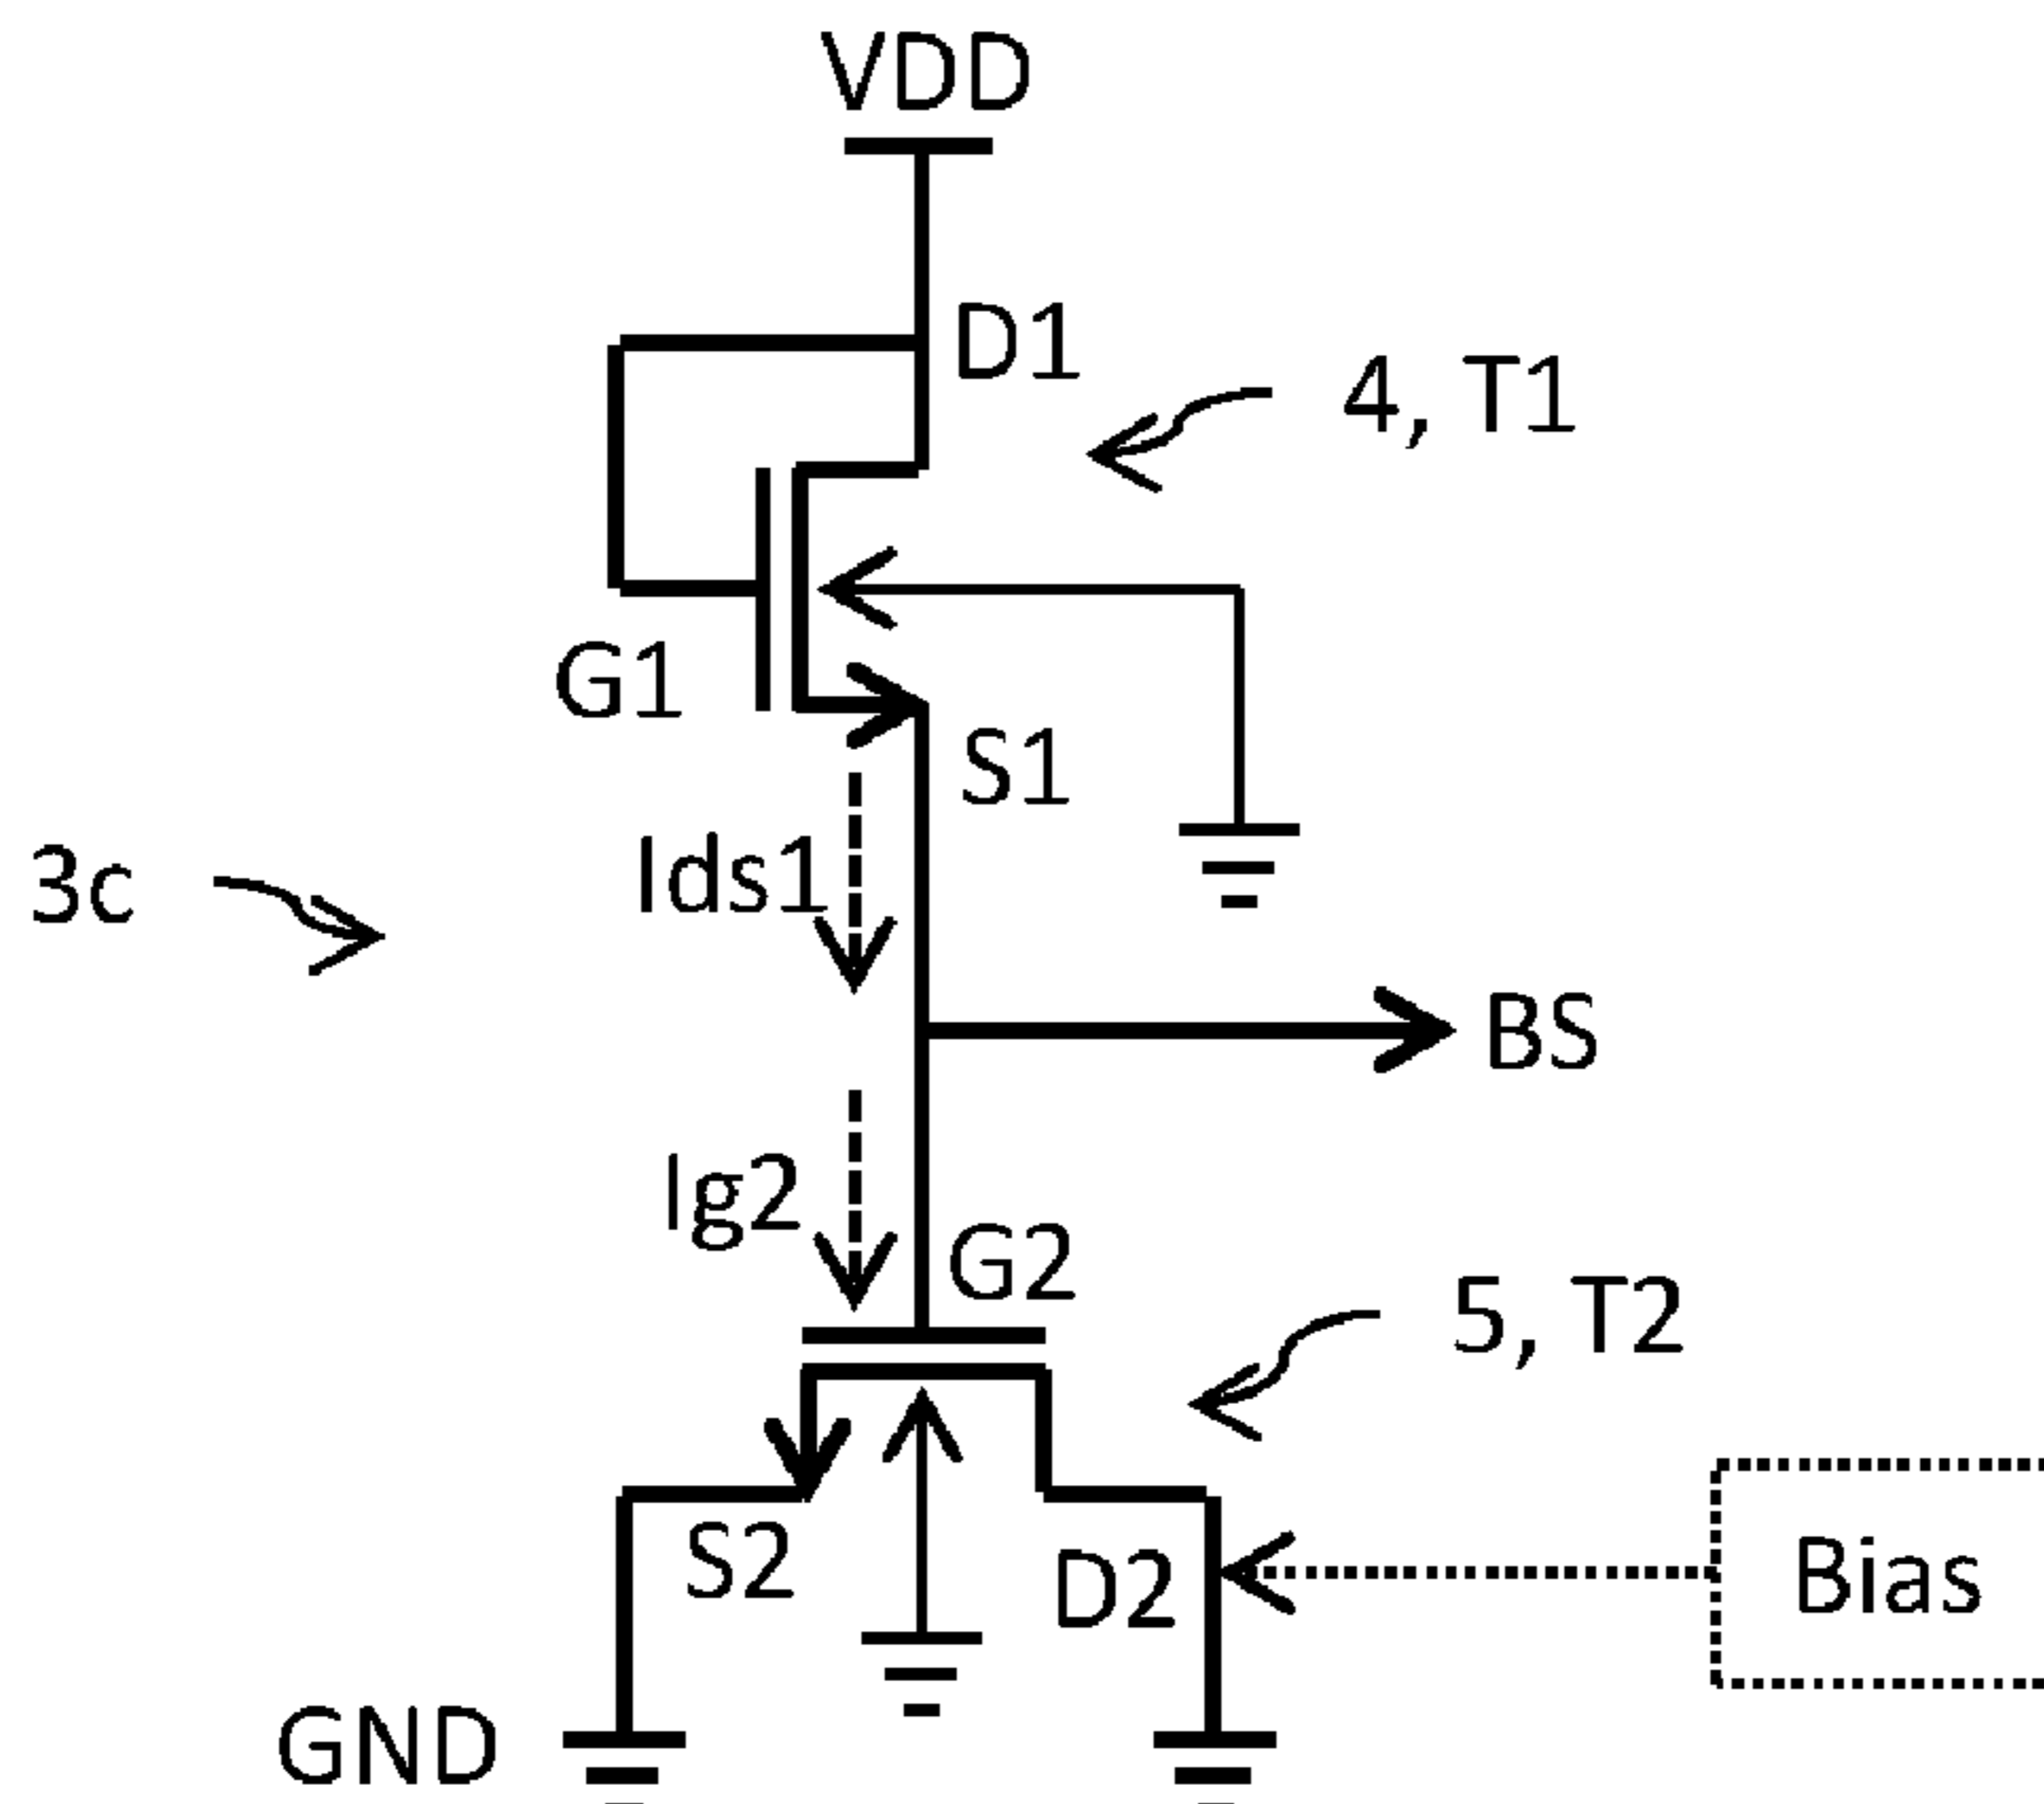 VDD
D1
4, T1
G1
S1
Ids1
3c
BS
Ig2
G2
5, T2
S2
D2
Bias
GND